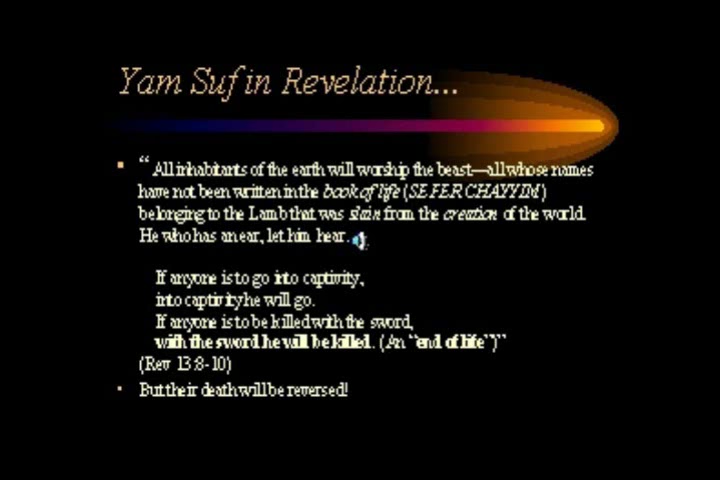 Yam Suf in Revelation...
“All inhabitants of the earth will worship the beast—all whose names
have not been written in the book of life (SEFER CHAYYIM)
belonging to the Lamb that was slain from the creation of the world.
He who has an ear, let him hear.
If anyone is to go into captivity,
into captivity he will go.
If anyone is to be killed with the sword,
with the sword he will be killed. (An “end of life”)”
(Rev 13:8-10)
But their death will be reversed!